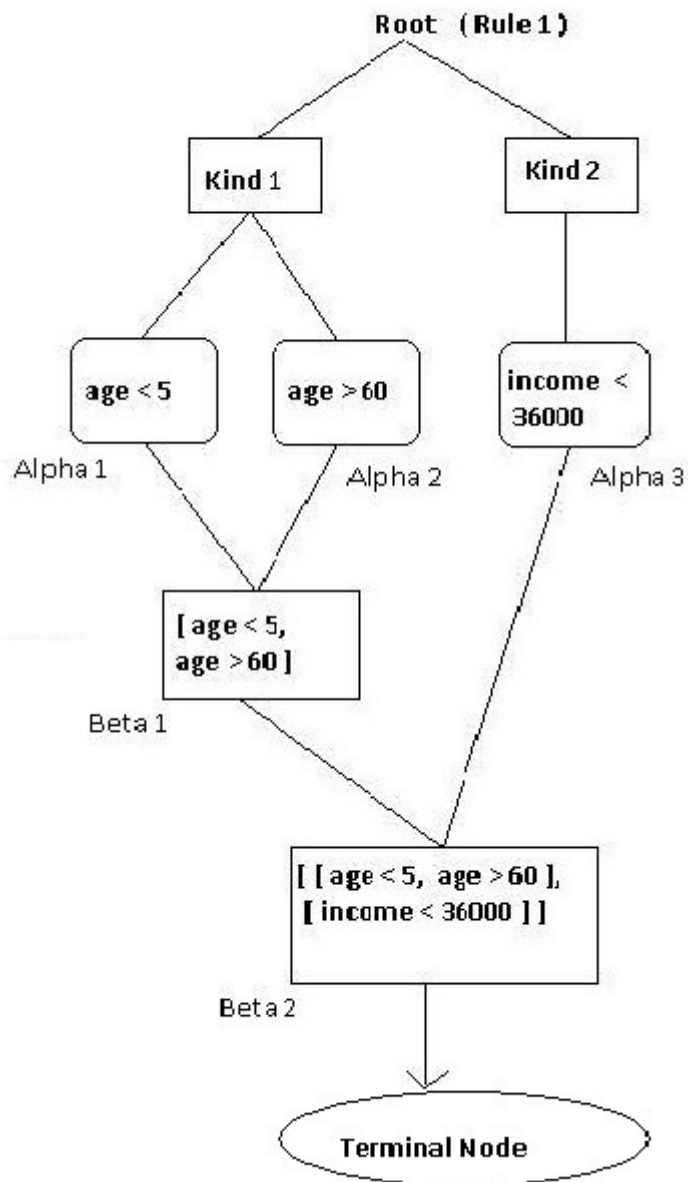 Root (Rule 1)
Kind 1
Kind 2
age < 5
age > 60
income <
36000
Alpha 1
Alpha 2
Alpha 3
[ age < 5,
age > 60 ]
Beta 1
[ [ age < 5, age > 60 ],
[ income < 36000 ] ]
Beta 2
Terminal Node